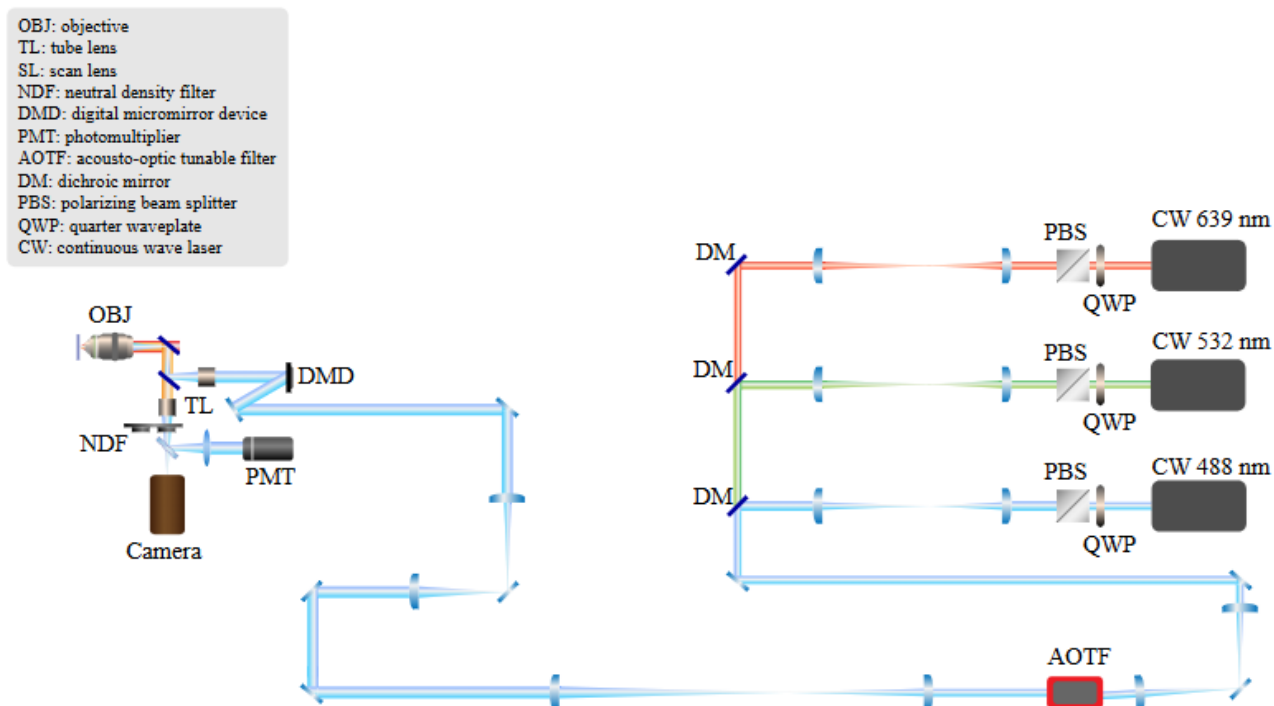 OBJ: objective
TL: tube lens
SL: scan lens
NDF: neutral density filter
DMD: digital micromirror device
PMT: photomultiplier
AOTF: acousto-optic tunable filter
DM: dichroic mirror
PBS: polarizing beam splitter
QWP: quarter waveplate
CW: continuous wave laser
CW 639 nm
PBS
DM
QWP
OBJ
CW 532 nm
PBS
DM
DMD
QWP
TL
NDF
PMT
CW 488 nm
PBS
DM
QWP
Camera
AOTF